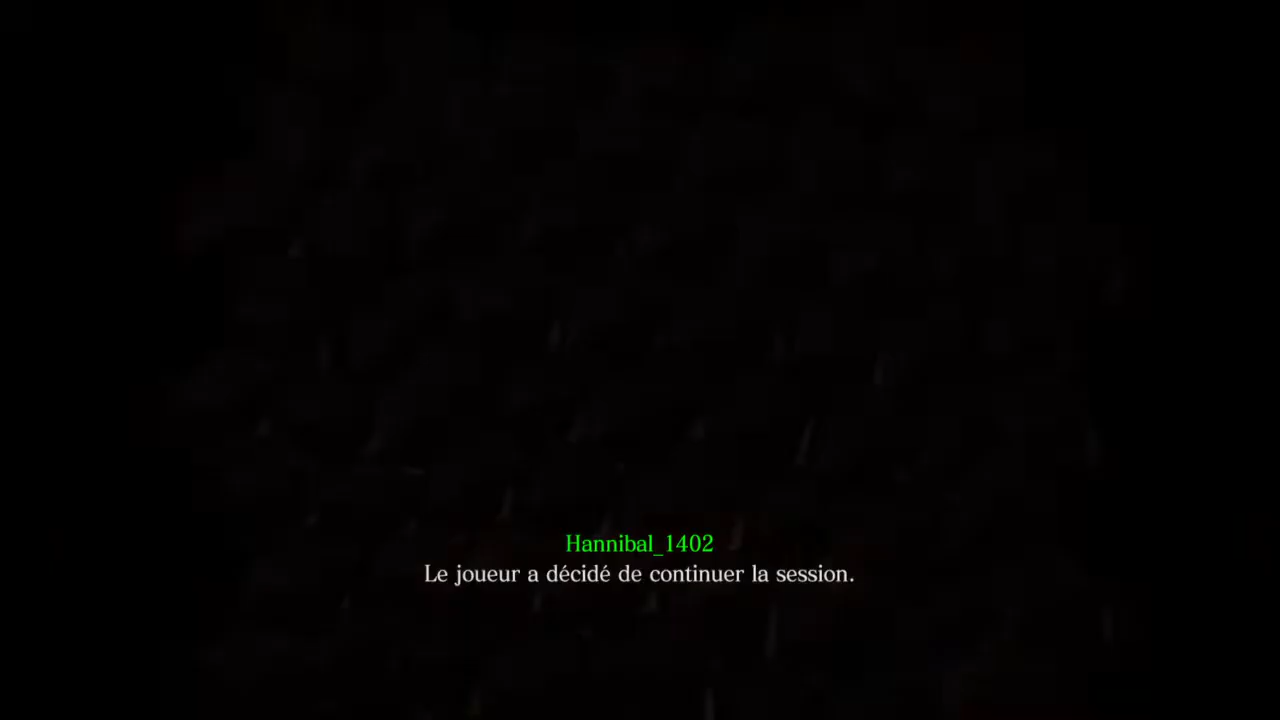 Hannibal_1402
Le joueur a décidé de continuer la session.